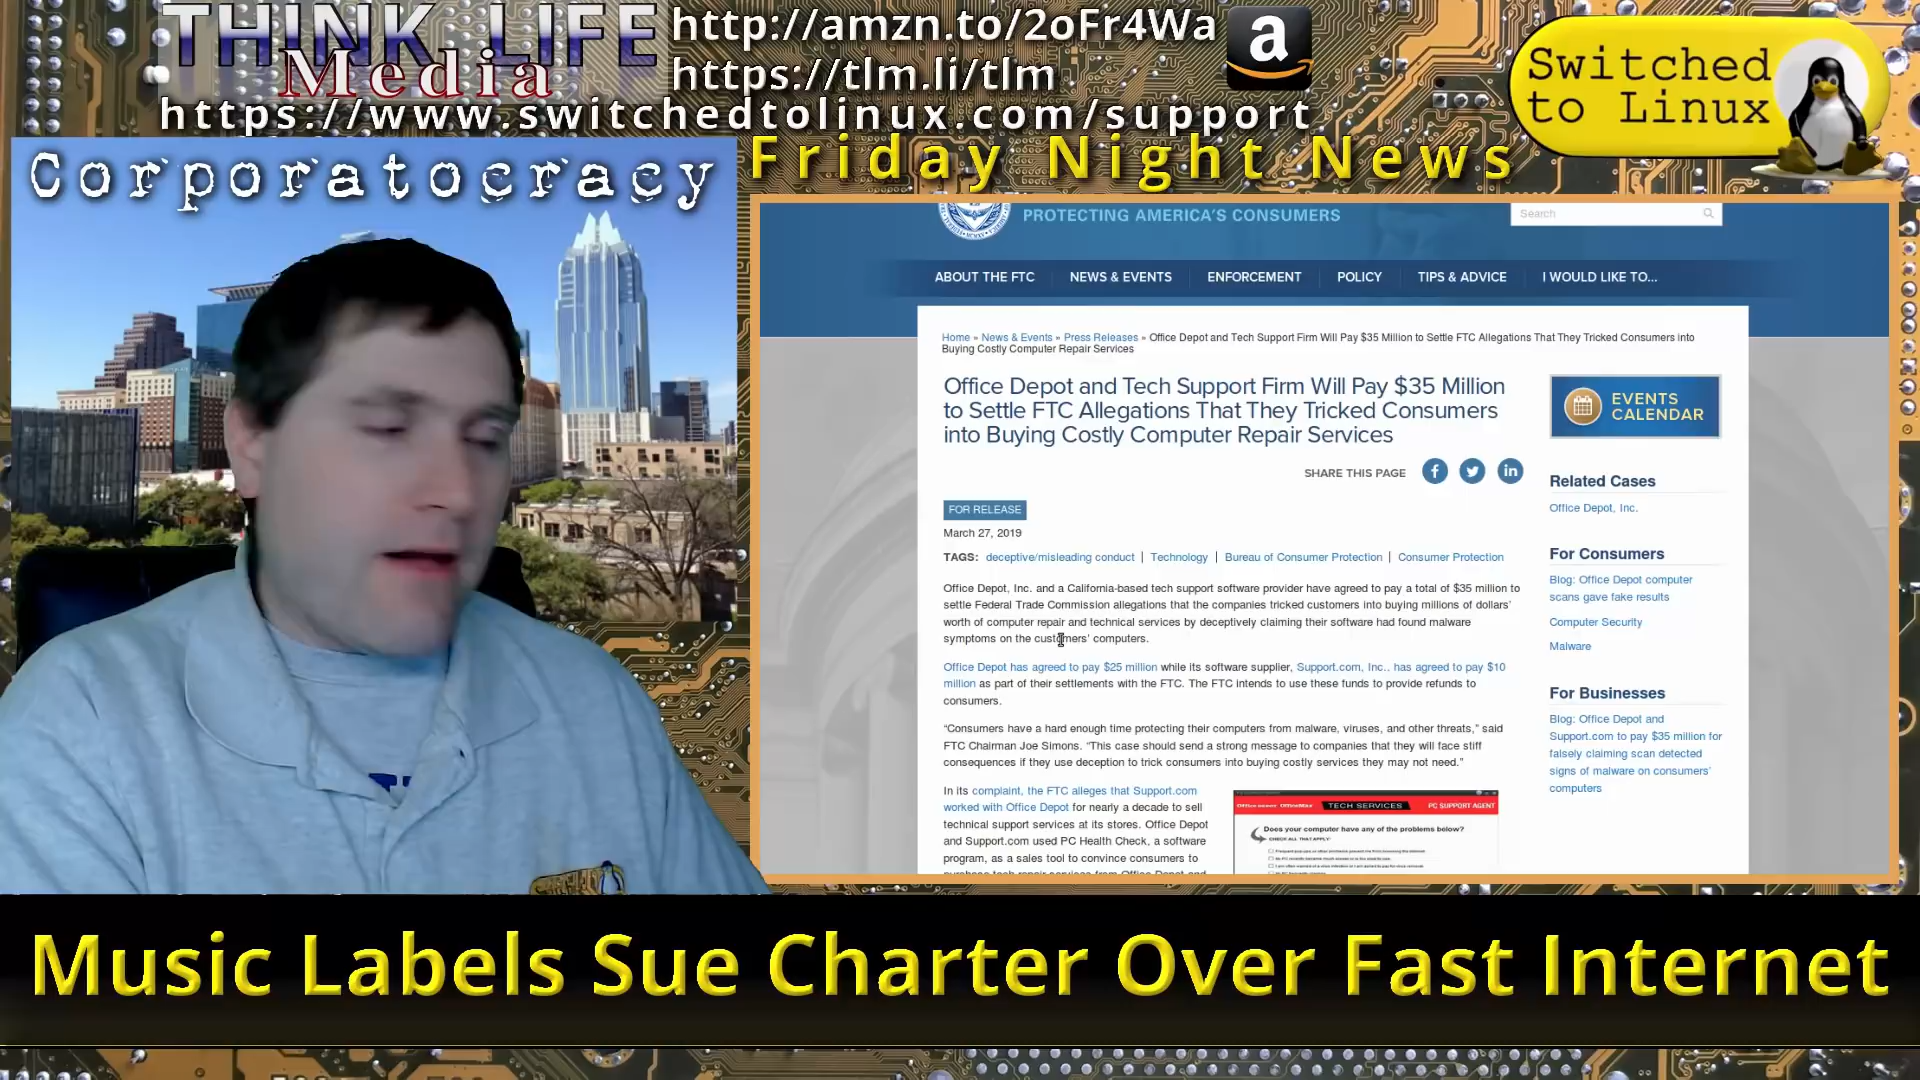 THINK LIFE
Media
http://amzn.to/2oFr4Wa
a
https://tlm.li/tlm
https://www.switchedtolinux.com/support
Switched
to Linux
Corporatocracy
Friday Night News
PROTECTING AMERICA'S CONSUMERS
Search
ABOUT THE FTC
NEWS & EVENTS
ENFORCEMENT
POLICY
TIPS & ADVICE
I WOULD LIKE TO...
Home » News & Events » Press Releases » Office Depot and Tech Support Firm Will Pay $35 Million to Settle FTC Allegations That They Tricked Consumers into
Buying Costly Computer Repair Services
Office Depot and Tech Support Firm Will Pay $35 Million
to Settle FTC Allegations That They Tricked Consumers
into Buying Costly Computer Repair Services
SHARE THIS PAGE
f
in
FOR RELEASE
March 27, 2019
TAGS: deceptive/misleading conduct | Technology | Bureau of Consumer Protection | Consumer Protection
Office Depot, Inc. and a California-based tech support software provider have agreed to pay a total of $35 million to
settle Federal Trade Commission allegations that the companies tricked customers into buying millions of dollars'
worth of computer repair and technical services by deceptively claiming their software had found malware
symptoms on the customers' computers.
Office Depot has agreed to pay $25 million while its software supplier, Support.com, Inc., has agreed to pay $10
million as part of their settlements with the FTC. The FTC intends to use these funds to provide refunds to
consumers.
“Consumers have a hard enough time protecting their computers from malware, viruses, and other threats,” said
FTC Chairman Joe Simons. “This case should send a strong message to companies that they will face stiff
consequences if they use deception to trick consumers into buying costly services they may not need.”
In its complaint, the FTC alleges that Support.com
worked with Office Depot for nearly a decade to sell
technical support services at its stores. Office Depot
and Support.com used PC Health Check, a software
program, as a sales tool to convince consumers to
purchase tech repair services from Office Depot and
TECH SERVICES
PC SUPPORT AGENT
Does your computer have any of the problems below?
CHECK ALL THAT APPLY:
EVENTS
CALENDAR
Related Cases
Office Depot, Inc.
For Consumers
Blog: Office Depot computer
scans gave fake results
Computer Security
Malware
For Businesses
Blog: Office Depot and
Support.com to pay $35 million for
falsely claiming scan detected
signs of malware on consumers'
computers
Music Labels Sue Charter Over Fast Internet